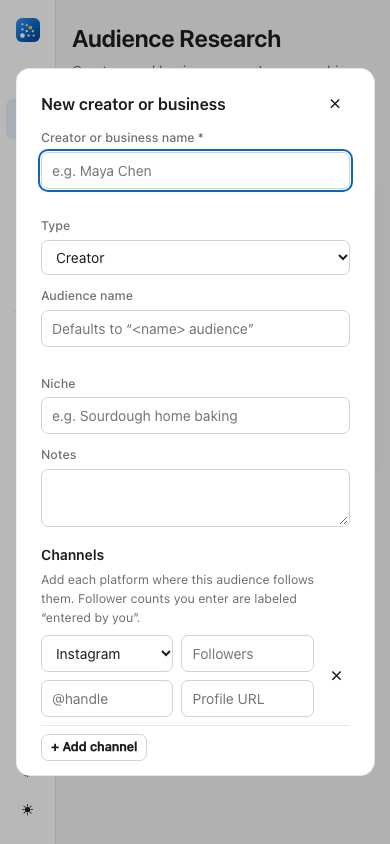 Audience Research
New creator or business
Creator or business name *
e.g. Maya Chen
Type
Creator
Audience name
Defaults to “<name> audience”
Niche
e.g. Sourdough home baking
Notes
Channels
Add each platform where this audience follows
them. Follower counts you enter are labeled
“entered by you”.
Instagram
Followers
@handle
Profile URL
+ Add channel